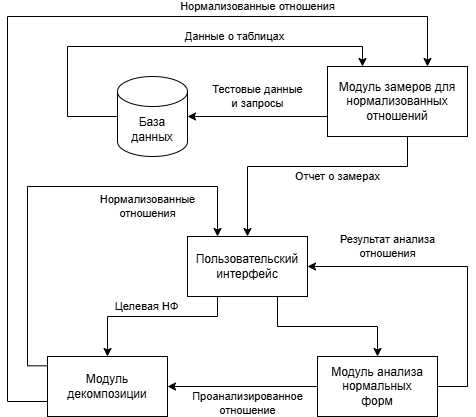 Нормализованные отношения
Данные о таблицах
Модуль замеров для
нормализованных
отношений
Тестовые данные
и запросы
База
данных
Отчет о замерах
Нормализованные
отношения
Пользовательский
интерфейс
Результат анализа
отношения
Целевая НФ
Модуль
декомпозиции
Проанализированное
отношение
Модуль анализа
нормальных
форм